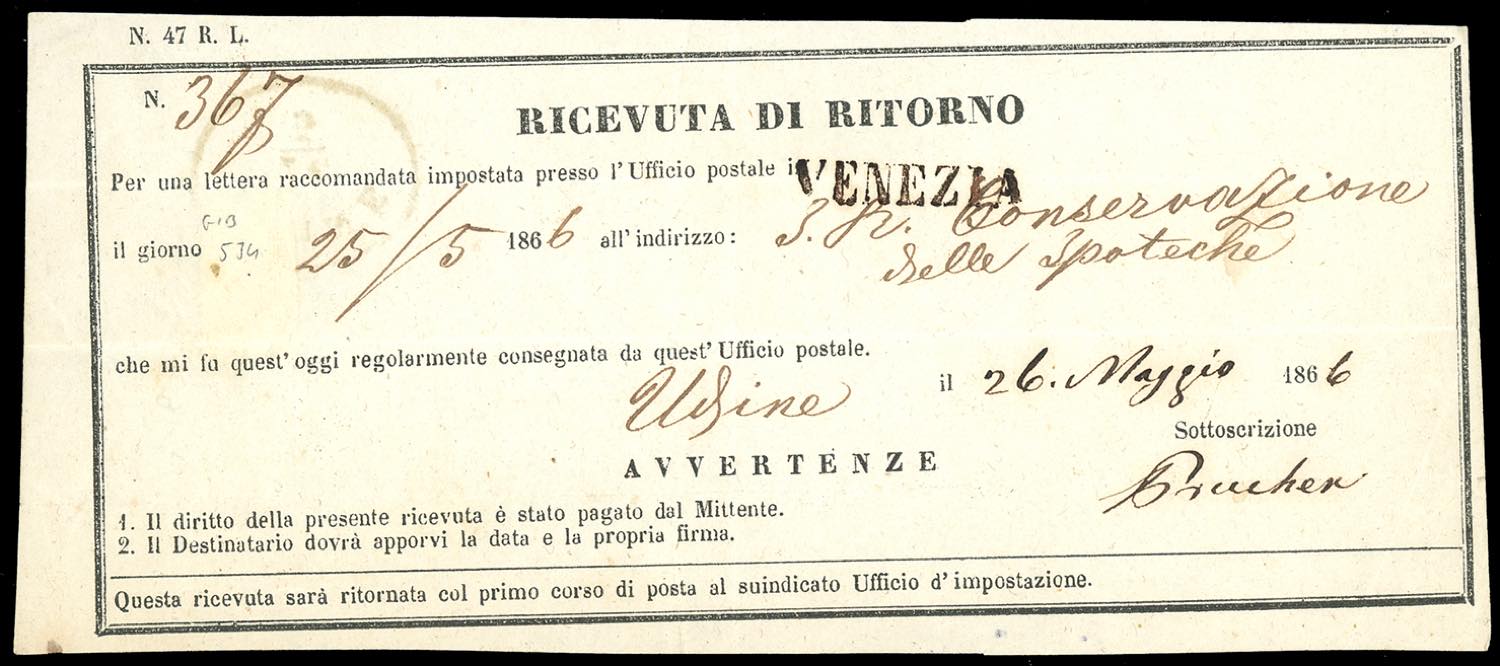 N. 47 R. L.
N. 367
RICEVUTA DI RITORNO
Per una lettera raccomandata impostata presso l'Ufficio postale i VENEZIA
il giorno 25/5 1866 all'indirizzo: I. R. Conservazione
GIB
534
delle Ipoteche
che mi fu quest'oggi regolarmente consegnata da quest'Ufficio postale.
Udine il 26. Maggio 1866
Sottoscrizione
AVVERTENZE
Prucher
1. Il diritto della presente ricevuta è stato pagato dal Mittente.
2. Il Destinatario dovrà apporvi la data e la propria firma.
Questa ricevuta sarà ritornata col primo corso di posta al suindicato Ufficio d'impostazione.